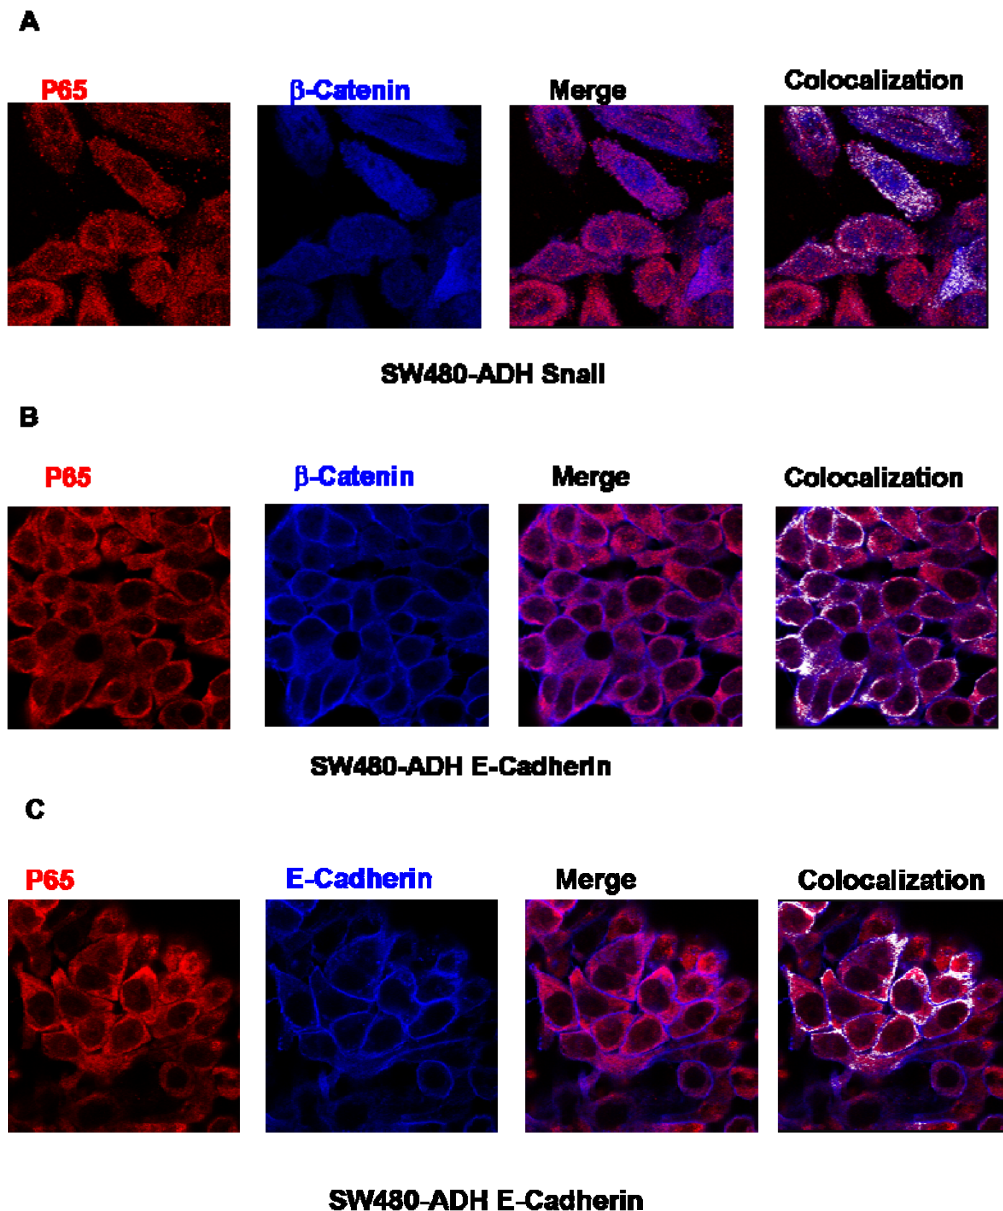 A
P65 β-Catenin Merge Colocalization
SW480-ADH Snail
B
P65 β-Catenin Merge Colocalization
SW480-ADH E-Cadherin
C
P65 E-Cadherin Merge Colocalization
SW480-ADH E-Cadherin